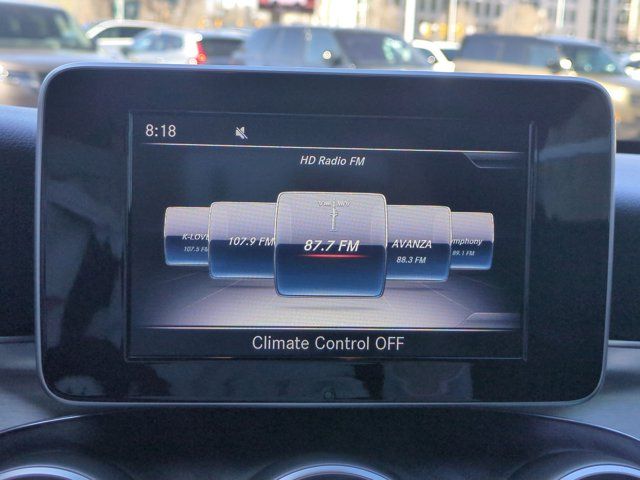 8:18
HD Radio FM
K-LOVE
107.5 FM
107.9 FM
87.7 FM
AVANZA
88.3 FM
ymphony
89.1 FM
Climate Control OFF